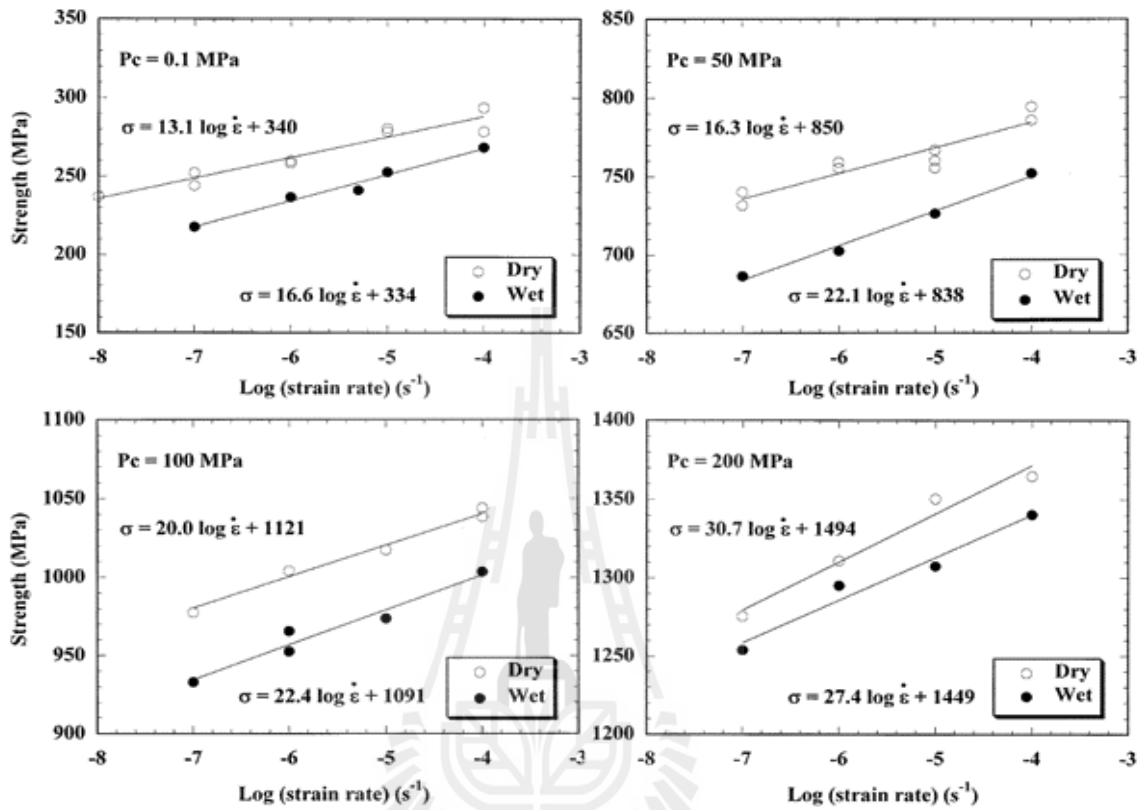 350
300
250
200
150
Strength (MPa)
Pc = 0.1 MPa
σ = 13.1 log ε̇ + 340
σ = 16.6 log ε̇ + 334
Dry
Wet
-8 -7 -6 -5 -4 -3
Log (strain rate) (s⁻¹)
850
800
750
700
650
Pc = 50 MPa
σ = 16.3 log ε̇ + 850
σ = 22.1 log ε̇ + 838
Dry
Wet
-8 -7 -6 -5 -4 -3
Log (strain rate) (s⁻¹)
1100
1050
1000
950
900
Strength (MPa)
Pc = 100 MPa
σ = 20.0 log ε̇ + 1121
σ = 22.4 log ε̇ + 1091
Dry
Wet
-8 -7 -6 -5 -4 -3
Log (strain rate) (s⁻¹)
1400
1350
1300
1250
1200
Pc = 200 MPa
σ = 30.7 log ε̇ + 1494
σ = 27.4 log ε̇ + 1449
Dry
Wet
-8 -7 -6 -5 -4 -3
Log (strain rate) (s⁻¹)